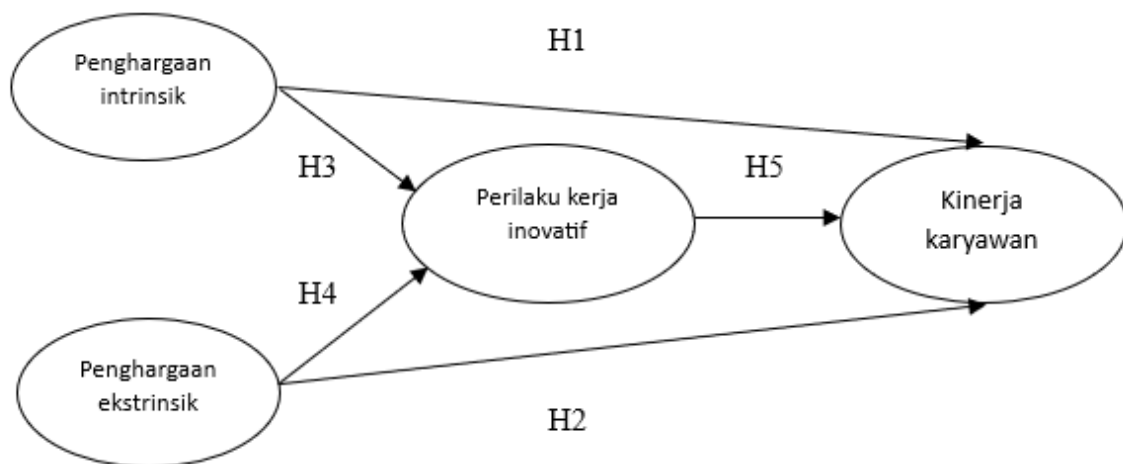 H1
Penghargaan
intrinsik
H3
H5
Perilaku kerja
inovatif
Kinerja
karyawan
H4
Penghargaan
ekstrinsik
H2